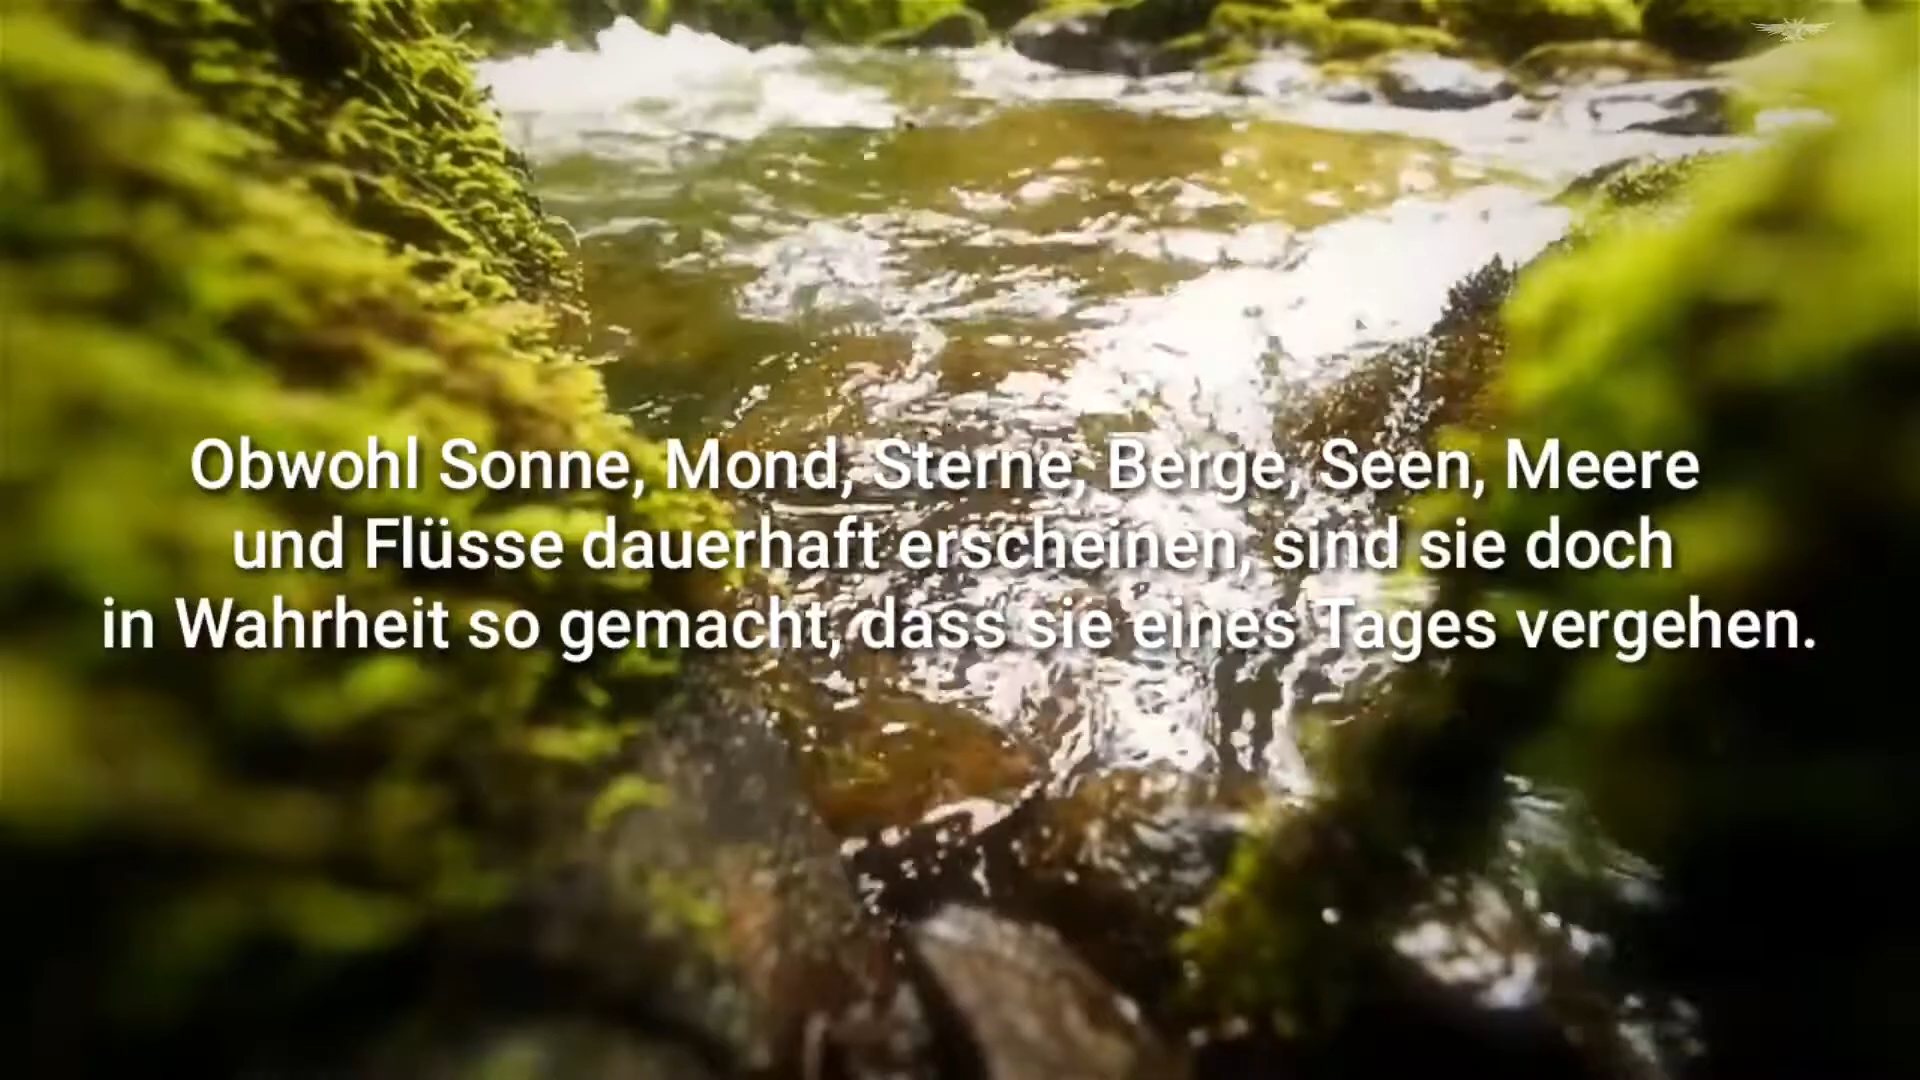 Obwohl Sonne, Mond, Sterne, Berge, Seen, Meere
und Flüsse dauerhaft erscheinen, sind sie doch
in Wahrheit so gemacht, dass sie eines Tages vergehen.